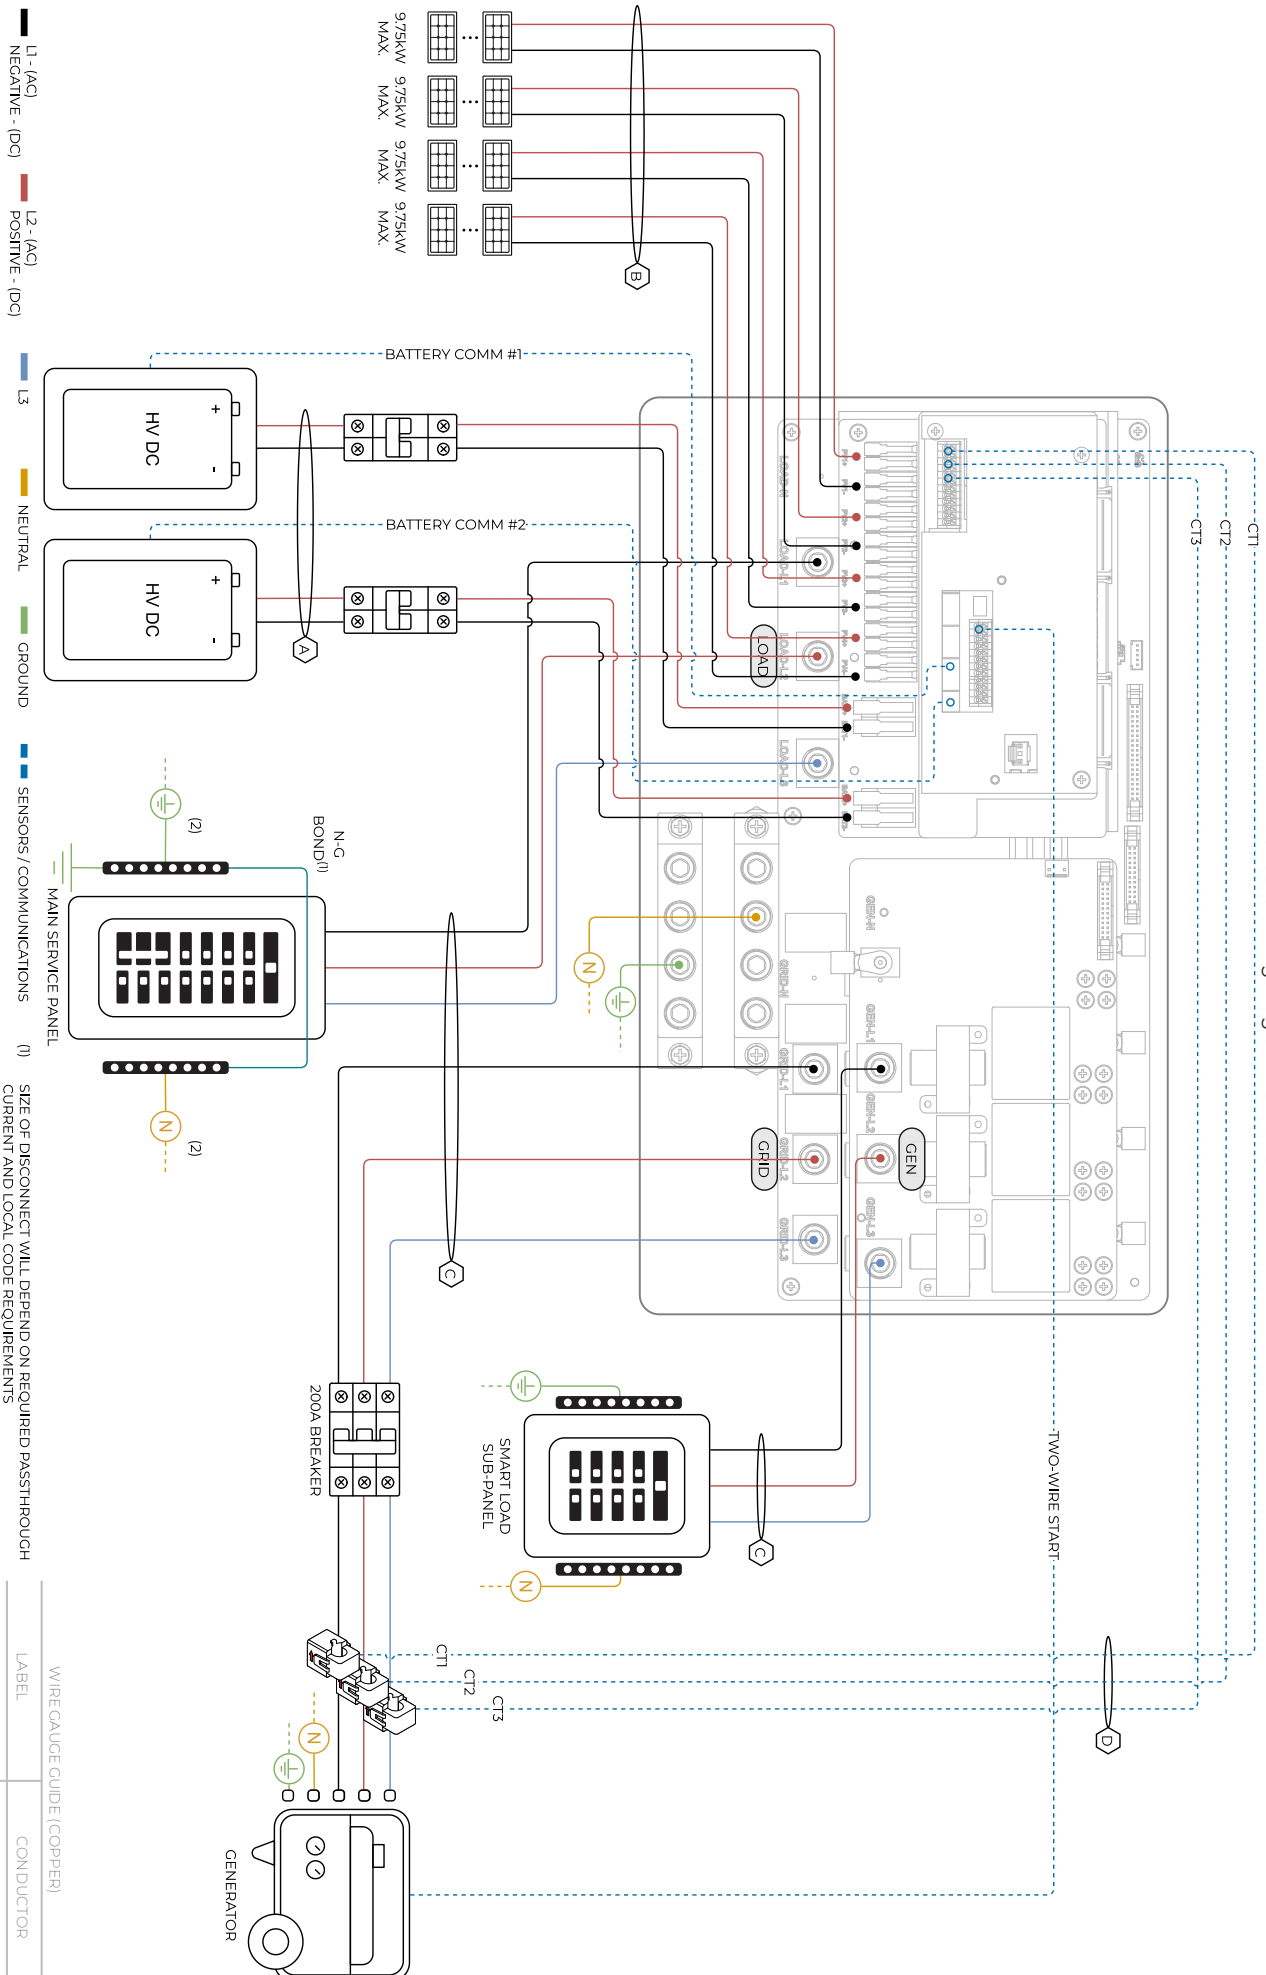 9.75kW
MAX.
9.75kW
MAX.
9.75kW
MAX.
9.75kW
MAX.
B
BATTERY COMM #1
BATTERY COMM #2
HV DC
+
-
HV DC
+
-
A
CT1
CT2
CT3
LOAD-N
LOAD-L1
LOAD
LOAD-L3
GEN-N
GEN-L1
GEN-L2
GEN-L3
GEN
GRID-N
GRID-L1
GRID-L2
GRID-L3
GRID
N
N-G
BOND(1)
(2)
MAIN SERVICE PANEL
N
(2)
C
200A BREAKER
SMART LOAD
SUB-PANEL
N
C
TWO-WIRE START
D
CT1
CT2
CT3
N
GENERATOR
L1 - (AC)
NEGATIVE - (DC)
L2 - (AC)
POSITIVE - (DC)
L3
NEUTRAL
GROUND
SENSORS / COMMUNICATIONS
(1)
SIZE OF DISCONNECT WILL DEPEND ON REQUIRED PASSTHROUGH
CURRENT AND LOCAL CODE REQUIREMENTS
WIRE GAUGE GUIDE (COPPER)
LABEL
CONDUCTOR